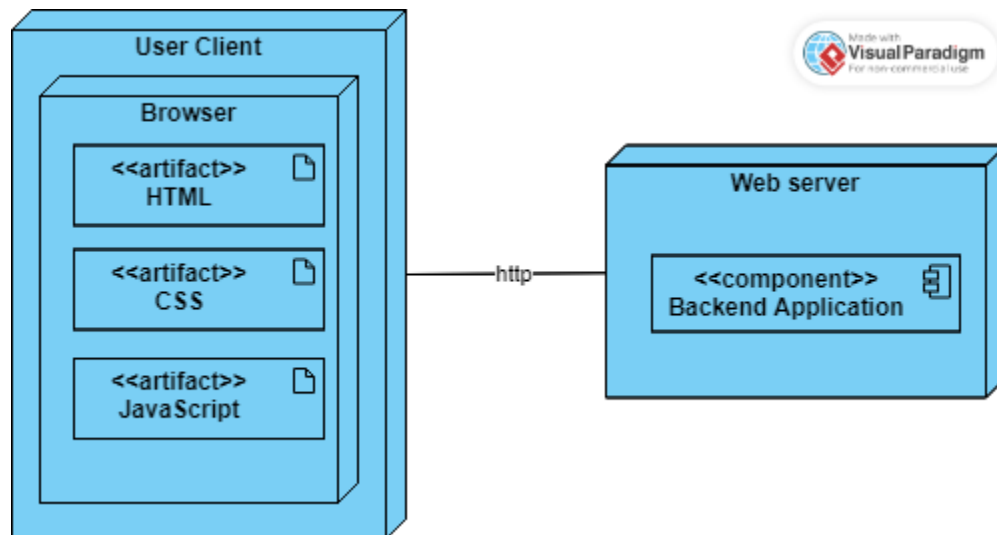 User Client
Browser
<<artifact>>
HTML
<<artifact>>
CSS
<<artifact>>
JavaScript
http
Made with
Visual Paradigm
For non-commercial use
Web server
<<component>>
Backend Application